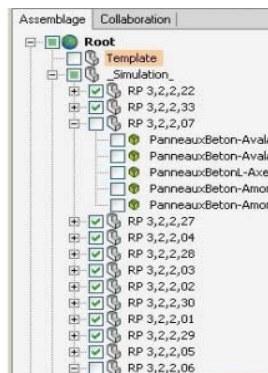 Assemblage Collaboration
Root
Template
_Simulation_
RP 3,2,2,22
RP 3,2,2,33
RP 3,2,2,07
PanneauxBeton-Avala
PanneauxBeton-Avala
PanneauxBetonL-Axe
PanneauxBeton-Amor
PanneauxBeton-Amor
RP 3,2,2,27
RP 3,2,2,04
RP 3,2,2,28
RP 3,2,2,03
RP 3,2,2,02
RP 3,2,2,30
RP 3,2,2,01
RP 3,2,2,29
RP 3,2,2,05
RP 3,2,2,06